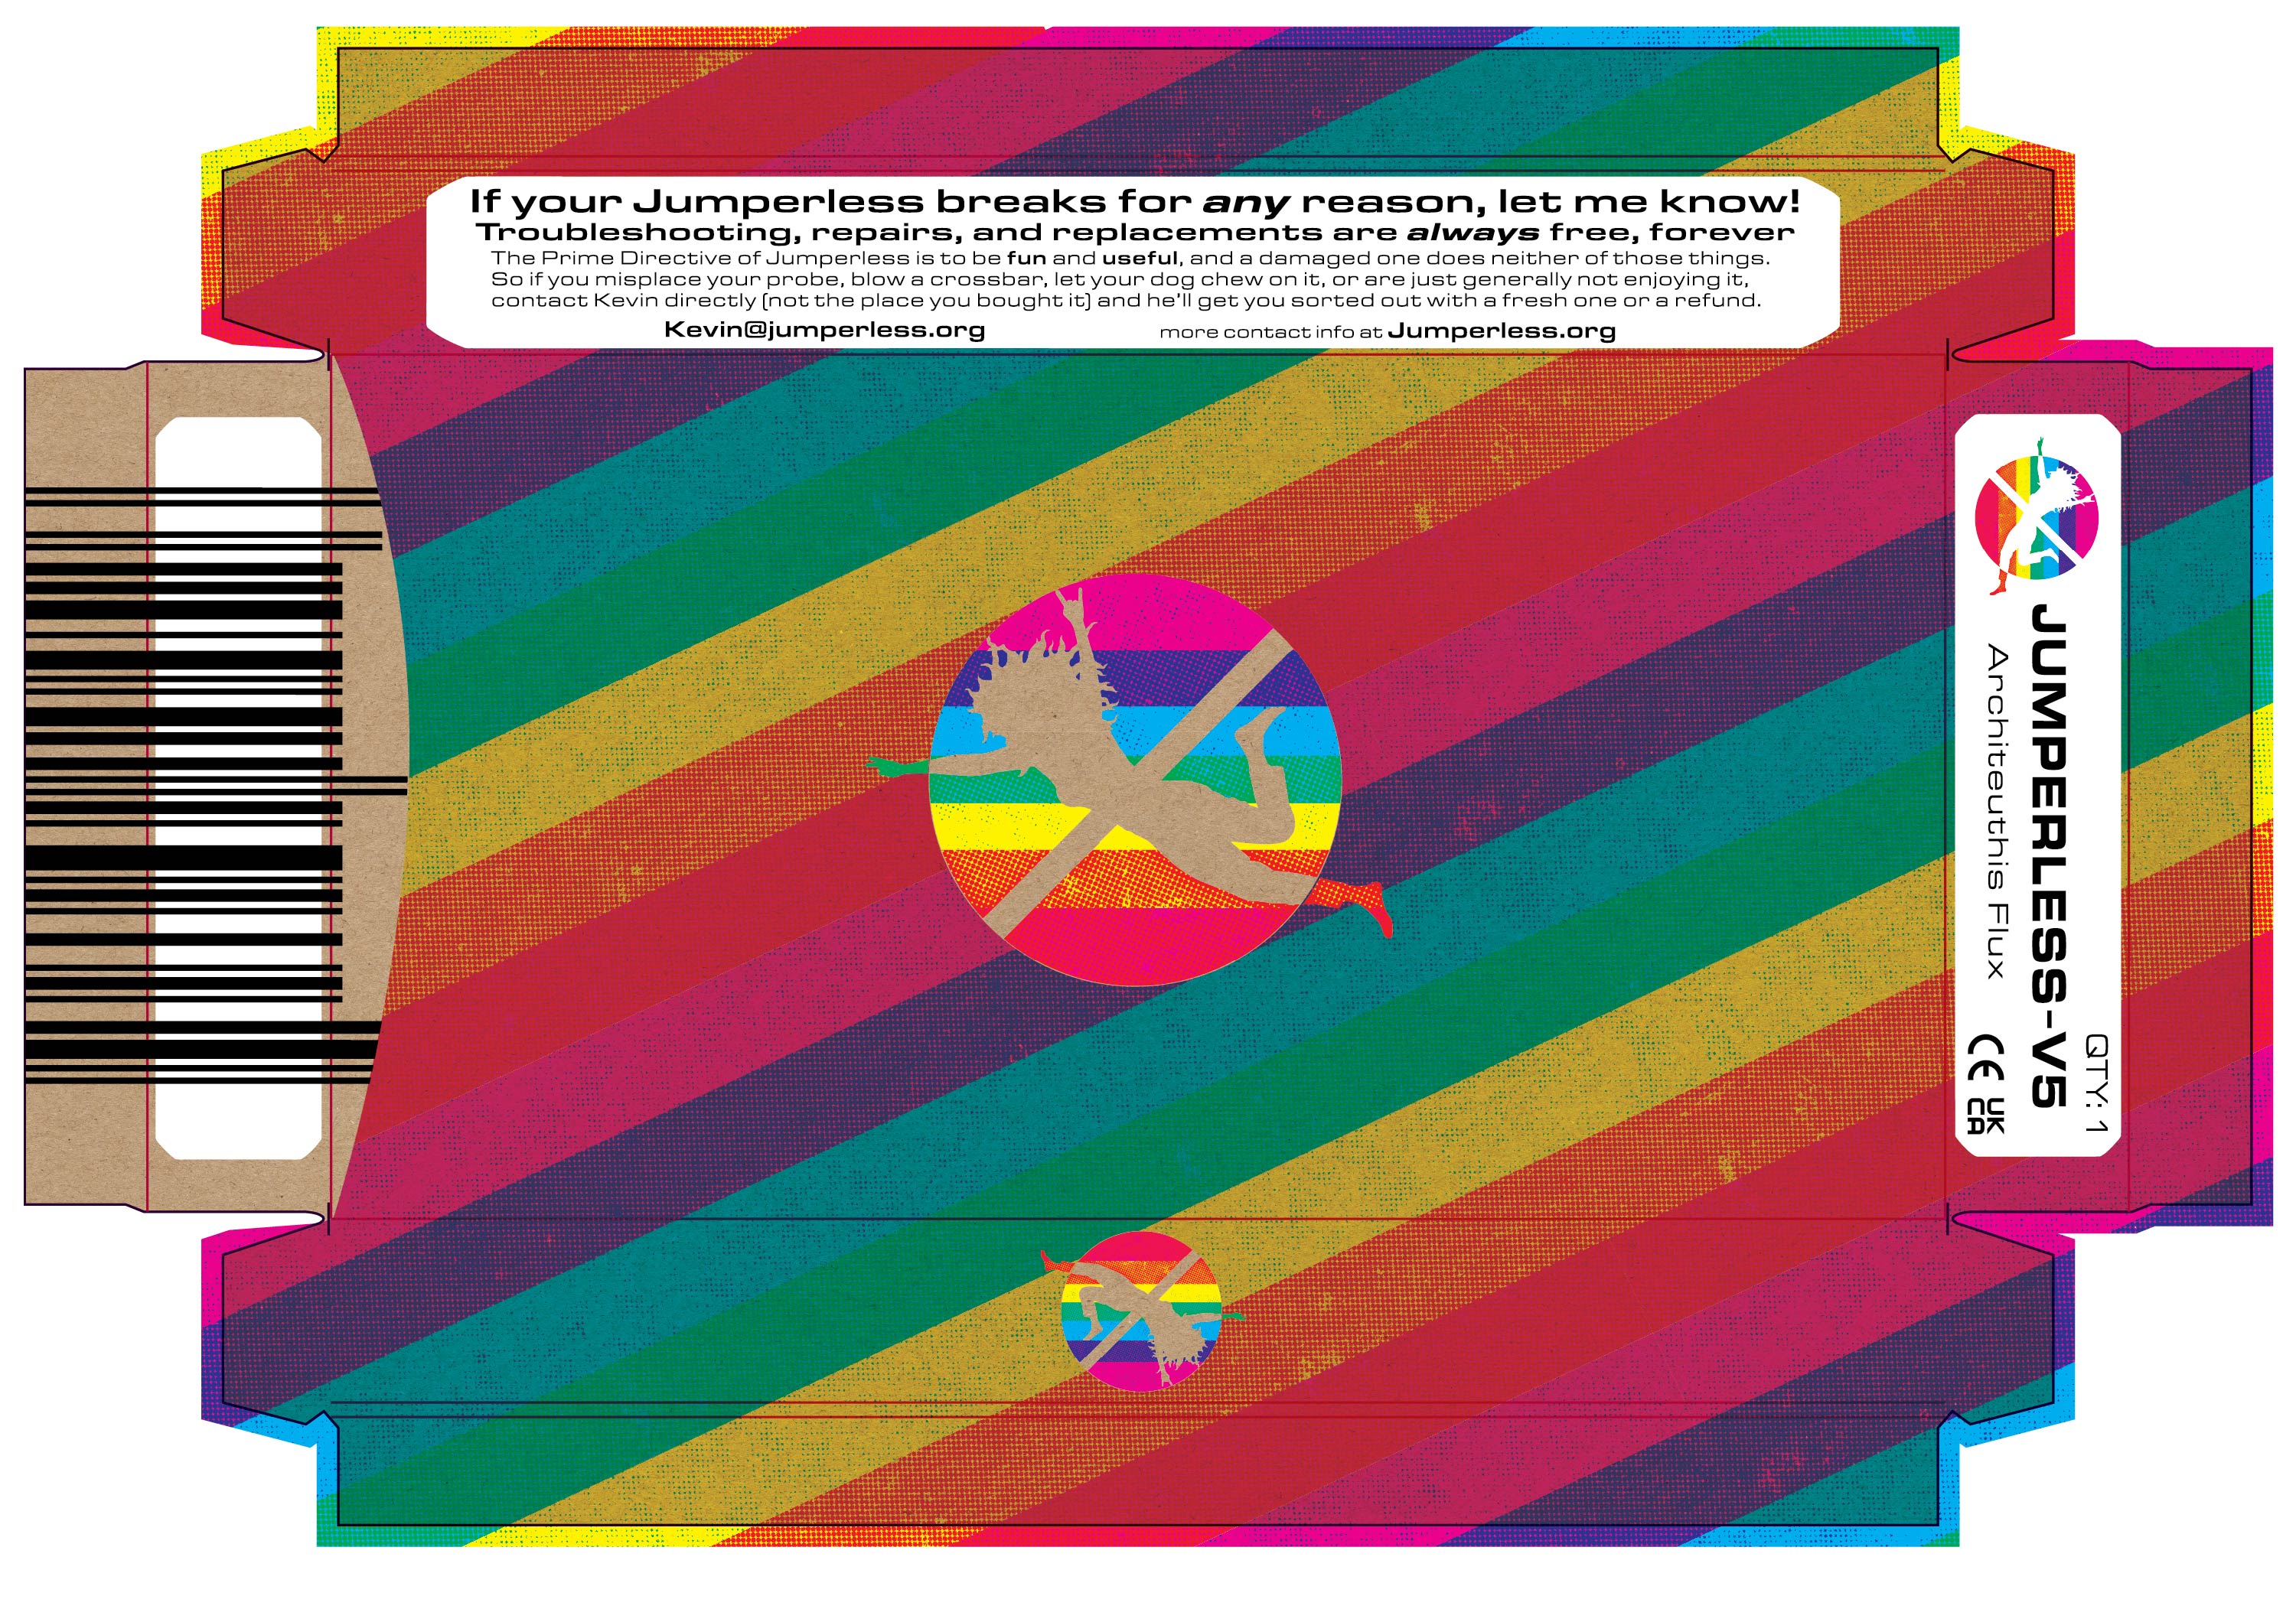 If your Jumperless breaks for any reason, let me know!
Troubleshooting, repairs, and replacements are always free, forever
The Prime Directive of Jumperless is to be fun and useful, and a damaged one does neither of those things.
So if you misplace your probe, blow a crossbar, let your dog chew on it, or are just generally not enjoying it,
contact Kevin directly (not the place you bought it) and he'll get you sorted out with a fresh one or a refund.
Kevin@jumperless.org more contact info at Jumperless.org
QTY: 1
JUMPERLESS-V5
Architeuthis Flux
CE UK
CA